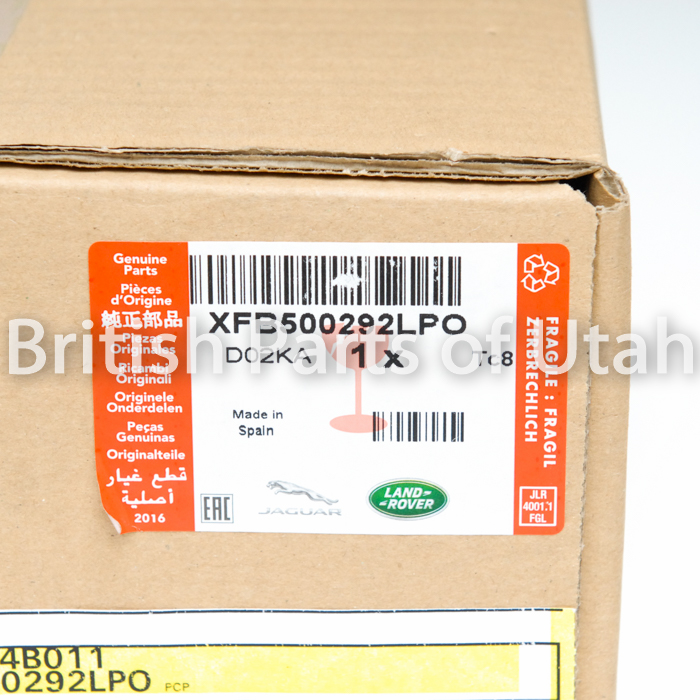 Genuine
Parts
Pièces
d'Origine
純正部品
Piezas
Originales
Ricambi
Originali
Originele
Onderdelen
Peças
Genuinas
Originalteile
قطع غيار
أصلية
2016
XFB500292LPO
D02KA 1 x Tc8
Made in
Spain
EAC
JAGUAR
LAND
ROVER
FRAGILE : FRAGIL
ZERBRECHLICH
JLR
4001.1
FGL
British Parts of Utah
4B011
0292LPO PCP